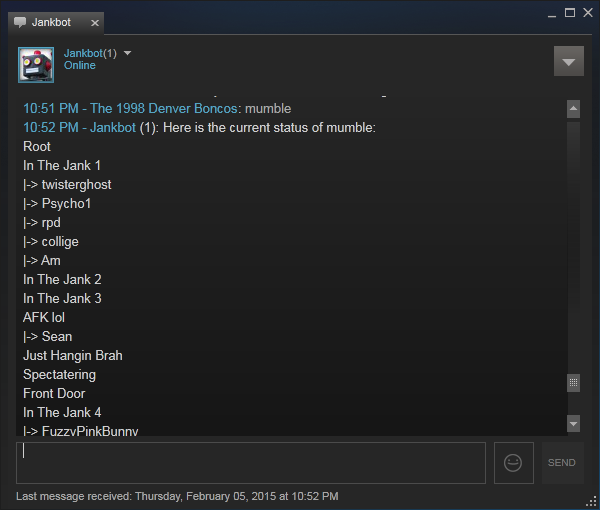 Jankbot
Jankbot(1)
Online
10:51 PM - The 1998 Denver Boncos: mumble
10:52 PM - Jankbot (1): Here is the current status of mumble:
Root
In The Jank 1
|-> twisterghost
|-> Psycho1
|-> rpd
|-> collige
|-> Am
In The Jank 2
In The Jank 3
AFK lol
|-> Sean
Just Hangin Brah
Spectatering
Front Door
In The Jank 4
|-> FuzzyPinkBunny
SEND
Last message received: Thursday, February 05, 2015 at 10:52 PM